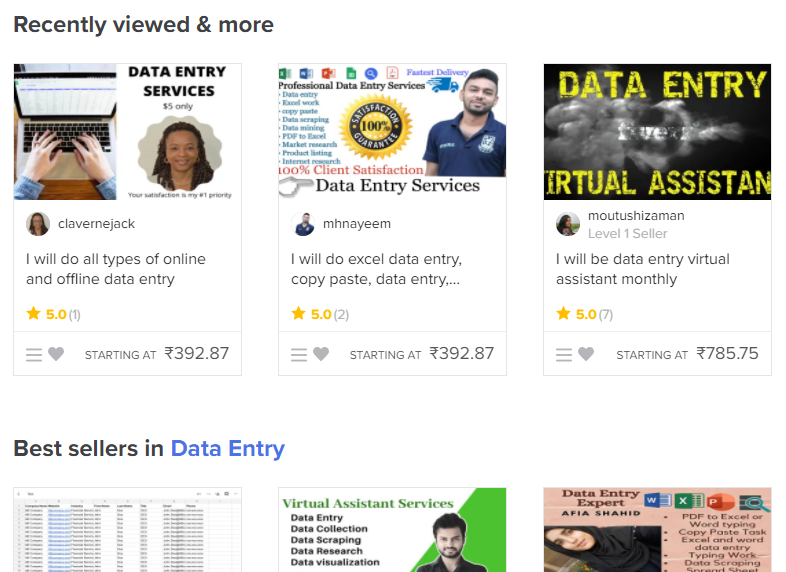 Recently viewed & more
DATA ENTRY
SERVICES
$5 only
Your satisfaction is my #1 priority
clavernejack
I will do all types of online
and offline data entry
5.0 (1)
STARTING AT ₹392.87
Fastest Delivery
Professional Data Entry Services
· Data entry
· Excel work
· copy paste
· Data scraping
· Data mining
· PDF to Excel
· Market research
· Product listing
· Internet research
SATISFACTION
100%
GUARANTEE
100% Client Satisfaction
Data Entry Services
mhnayeem
I will do excel data entry,
copy paste, data entry,...
5.0 (2)
STARTING AT ₹392.87
DATA ENTRY
fiverr
IRTUAL ASSISTAN
moutushizaman
Level 1 Seller
I will be data entry virtual
assistant monthly
5.0 (7)
STARTING AT ₹785.75
Best sellers in Data Entry
Virtual Assistant Services
Data Entry
Data Collection
Data Scraping
Data Research
Data visualization
Data Entry
Expert
AFIA SHAHID
• PDF to Excel or
Word typing
• Copy Paste Task
• Excel and word
data entry
• Typing Work
• Data Scraping
• Spread Sheet